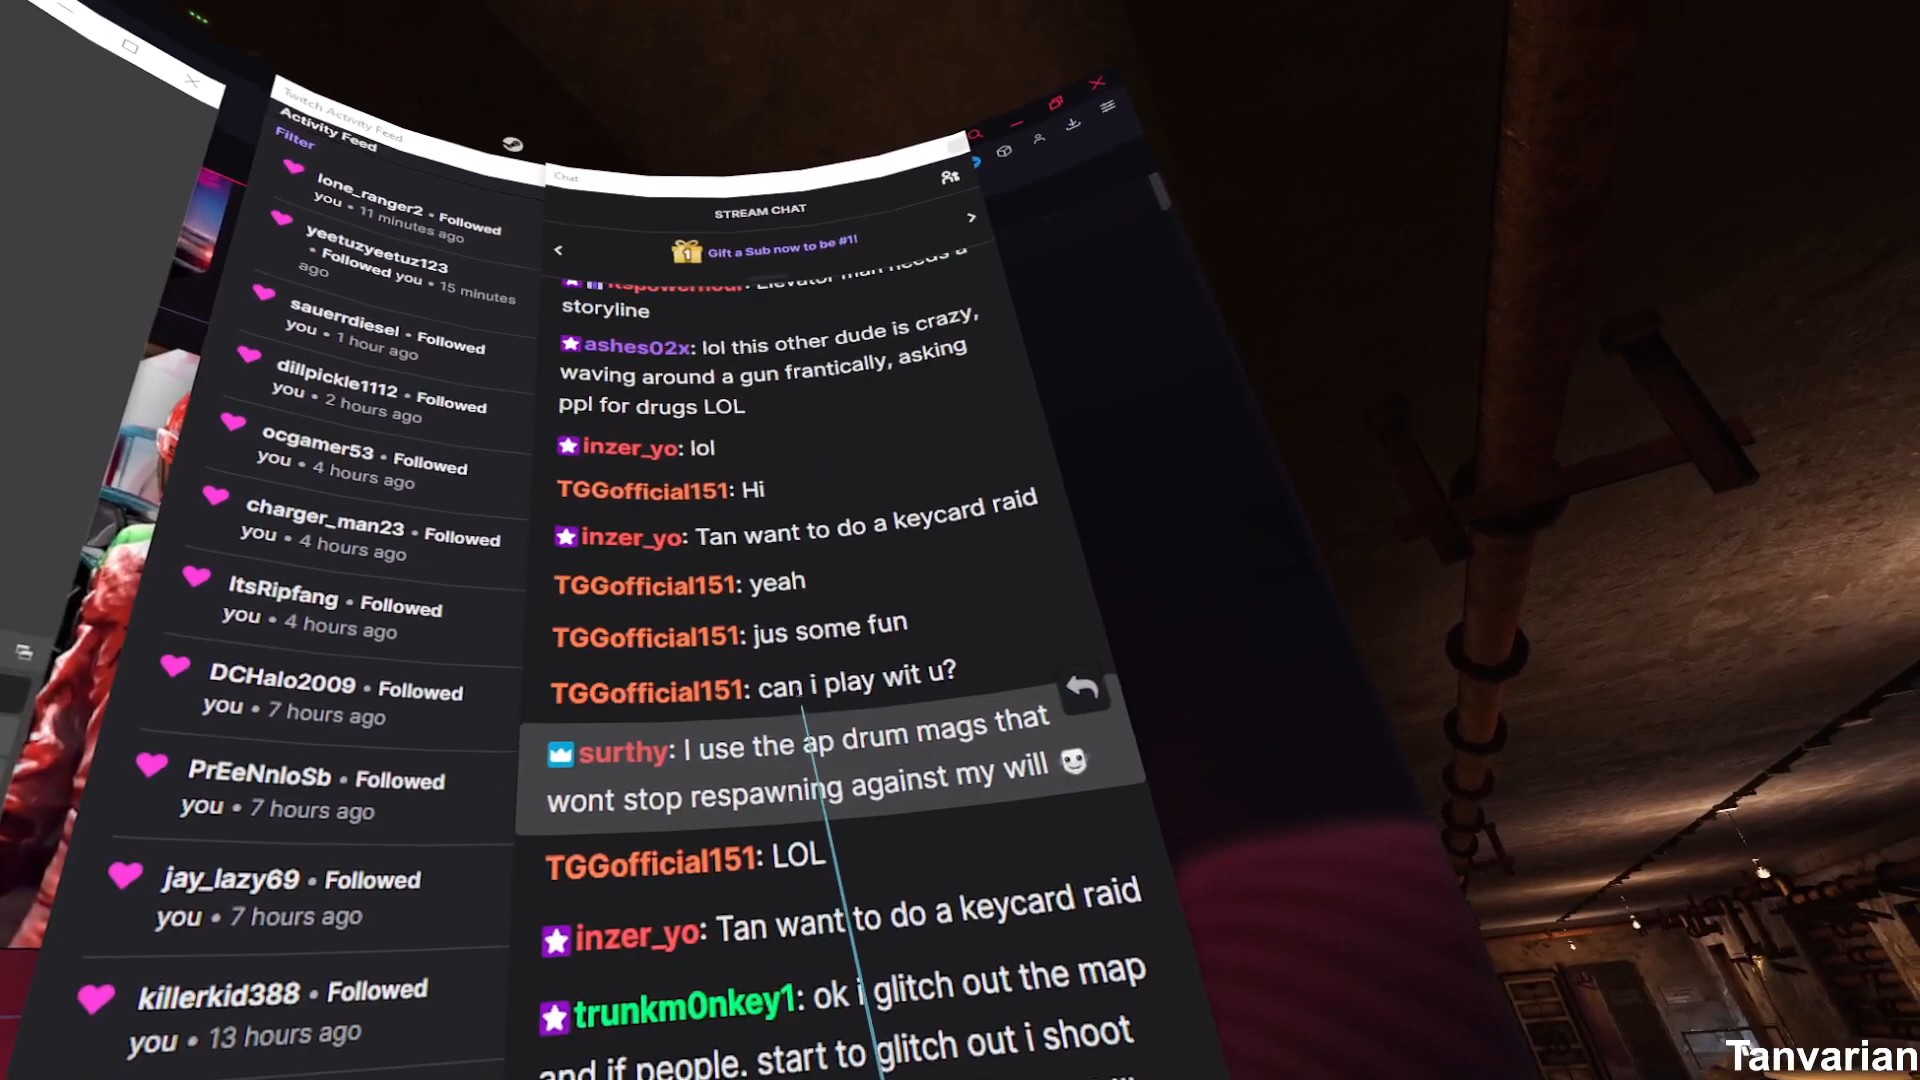 Twitch Activity Feed
Activity Feed
Filter
lone_ranger2 • Followed
you • 11 minutes ago
yeetuzyeetuz123
• Followed you • 15 minutes
ago
sauerrdiesel • Followed
you • 1 hour ago
dillpickle1112 • Followed
you • 2 hours ago
ocgamer53 • Followed
you • 4 hours ago
charger_man23 • Followed
you • 4 hours ago
ItsRipfang • Followed
you • 4 hours ago
DCHalo2009 • Followed
you • 7 hours ago
PrEeNnIoSb • Followed
you • 7 hours ago
jay_lazy69 • Followed
you • 7 hours ago
killerkid388 • Followed
you • 13 hours ago
Chat
STREAM CHAT
1 Gift a Sub now to be #1!
itspowerhour: Elevator man needs a
storyline
ashes02x: lol this other dude is crazy,
waving around a gun frantically, asking
ppl for drugs LOL
inzer_yo: lol
TGGofficial151: Hi
inzer_yo: Tan want to do a keycard raid
TGGofficial151: yeah
TGGofficial151: jus some fun
TGGofficial151: can i play wit u?
surthy: I use the ap drum mags that
wont stop respawning against my will
TGGofficial151: LOL
inzer_yo: Tan want to do a keycard raid
trunkm0nkey1: ok i glitch out the map
and if people. start to glitch out i shoot
Tanvarian